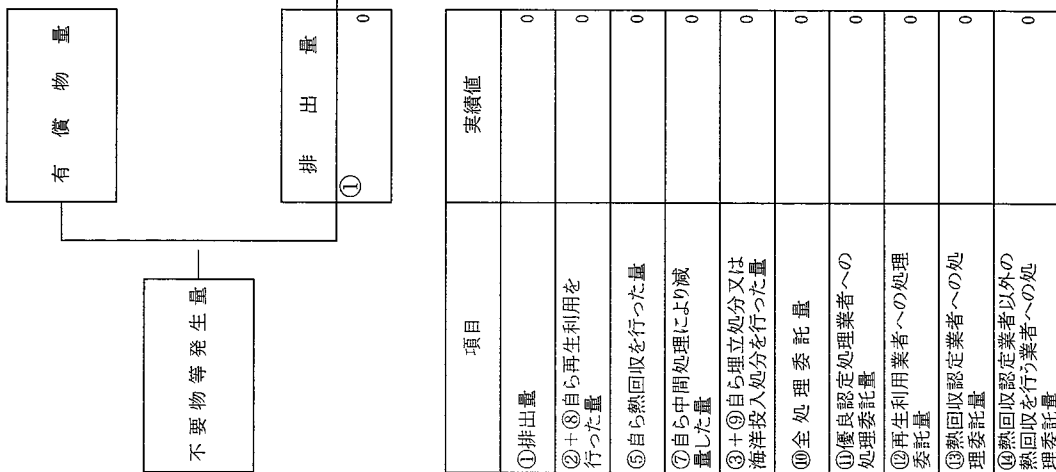 有償物量
不要物等発生量
排出量
①
0
項目
実績値
①排出量
0
②+⑧自ら再生利用を
行った量
0
⑤自ら熱回収を行った量
0
⑦自ら中間処理により減
量した量
0
③+⑨自ら埋立処分又は
海洋投入処分を行った量
0
⑩全処理委託量
0
⑪優良認定処理業者への
処理委託量
0
⑫再生利用業者への処理
委託量
0
⑬熱回収認定業者への処
理委託量
0
⑭熱回収認定業者以外の
熱回収を行う業者への処
理委託量
0